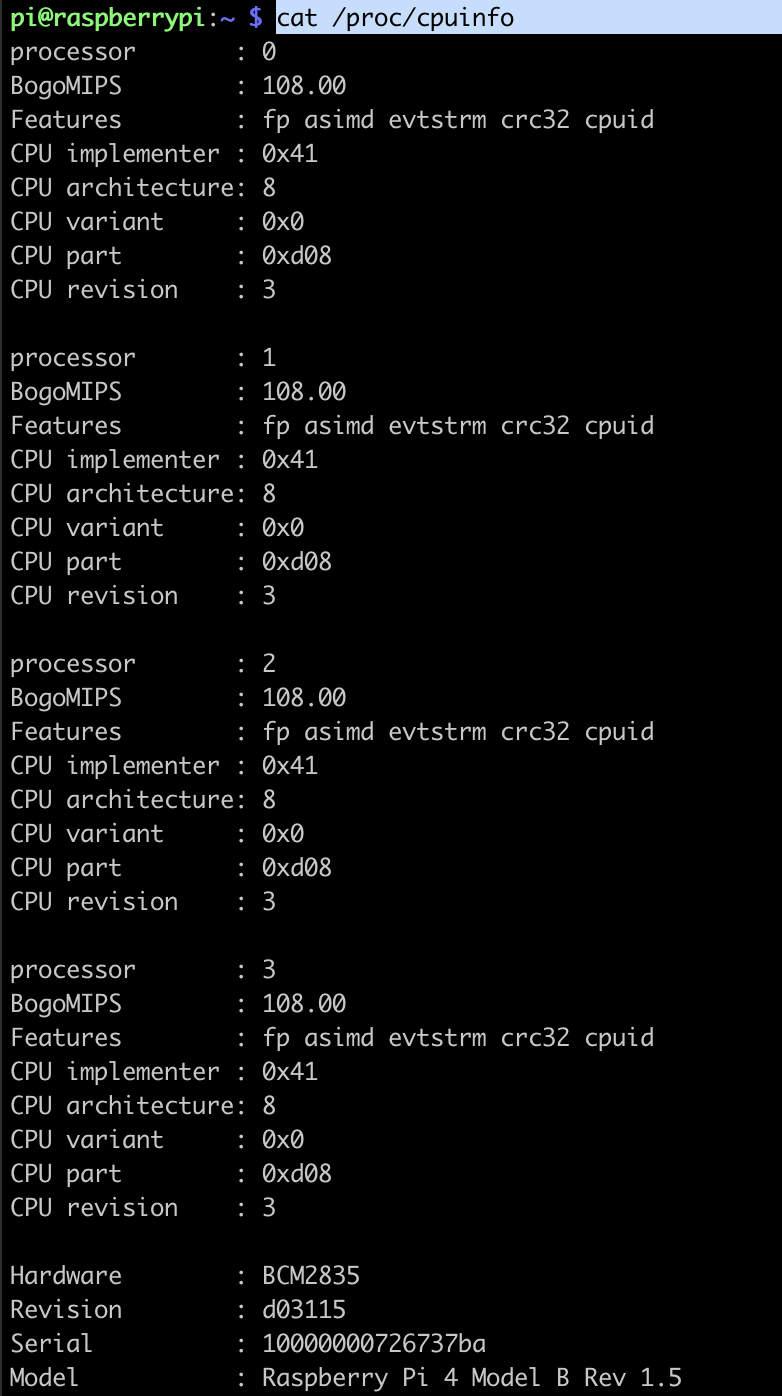 pi@raspberrypi:~ $ cat /proc/cpuinfo
processor       : 0
BogoMIPS        : 108.00
Features        : fp asimd evtstrm crc32 cpuid
CPU implementer : 0x41
CPU architecture: 8
CPU variant     : 0x0
CPU part        : 0xd08
CPU revision    : 3

processor       : 1
BogoMIPS        : 108.00
Features        : fp asimd evtstrm crc32 cpuid
CPU implementer : 0x41
CPU architecture: 8
CPU variant     : 0x0
CPU part        : 0xd08
CPU revision    : 3

processor       : 2
BogoMIPS        : 108.00
Features        : fp asimd evtstrm crc32 cpuid
CPU implementer : 0x41
CPU architecture: 8
CPU variant     : 0x0
CPU part        : 0xd08
CPU revision    : 3

processor       : 3
BogoMIPS        : 108.00
Features        : fp asimd evtstrm crc32 cpuid
CPU implementer : 0x41
CPU architecture: 8
CPU variant     : 0x0
CPU part        : 0xd08
CPU revision    : 3

Hardware        : BCM2835
Revision        : d03115
Serial          : 10000000726737ba
Model           : Raspberry Pi 4 Model B Rev 1.5